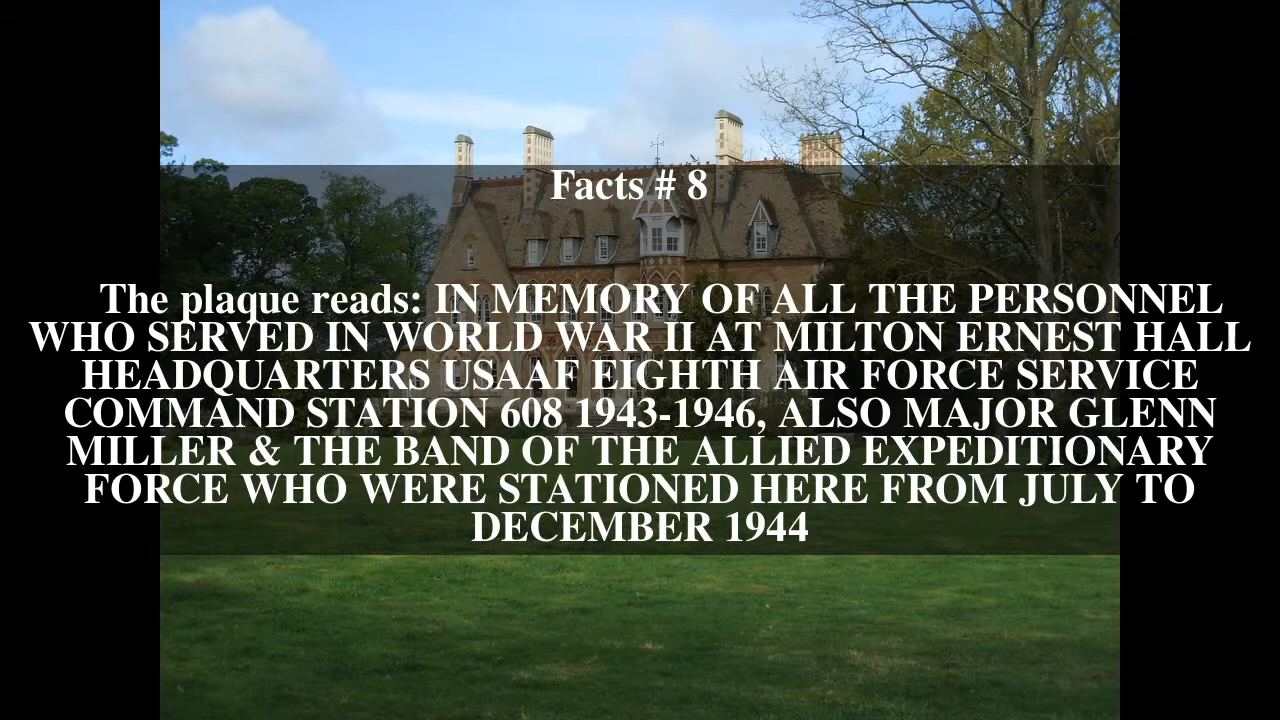 Facts # 8
The plaque reads: IN MEMORY OF ALL THE PERSONNEL
WHO SERVED IN WORLD WAR II AT MILTON ERNEST HALL
HEADQUARTERS USAAF EIGHTH AIR FORCE SERVICE
COMMAND STATION 608 1943-1946, ALSO MAJOR GLENN
MILLER & THE BAND OF THE ALLIED EXPEDITIONARY
FORCE WHO WERE STATIONED HERE FROM JULY TO
DECEMBER 1944